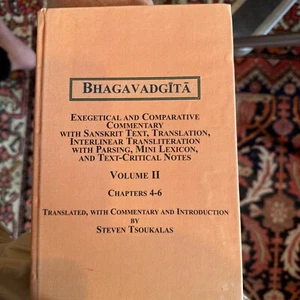 BHAGAVADGĪTĀ
EXEGETICAL AND COMPARATIVE
COMMENTARY
WITH SANSKRIT TEXT, TRANSLATION,
INTERLINEAR TRANSLITERATION
WITH PARSING, MINI LEXICON,
AND TEXT-CRITICAL NOTES
VOLUME II
CHAPTERS 4-6
TRANSLATED, WITH COMMENTARY AND INTRODUCTION
BY
STEVEN TSOUKALAS